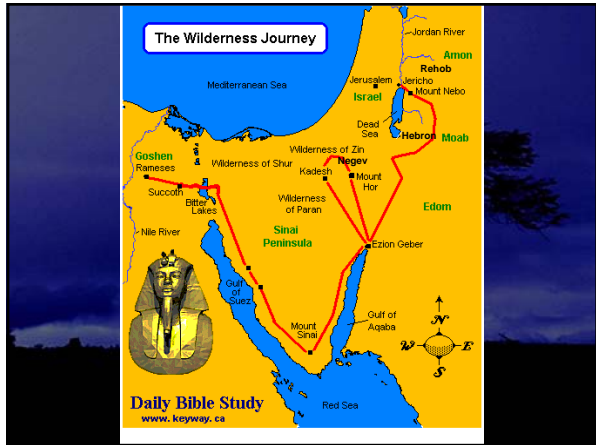 The Wilderness Journey
Jordan River
Amon
Rehob
Mediterranean Sea
Jerusalem
Jericho
Israel
Mount Nebo
Dead
Sea
Hebron
Moab
Wilderness of Zin
Goshen
Wilderness of Shur
Negev
Rameses
Kadesh
Mount
Hor
Succoth
Bitter
Lakes
Wilderness
of Paran
Edom
Nile River
Sinai
Peninsula
Ezion Geber
Gulf
of
Suez
Mount
Sinai
Gulf of
Aqaba
N
W
E
S
Daily Bible Study
www.keyway.ca
Red Sea